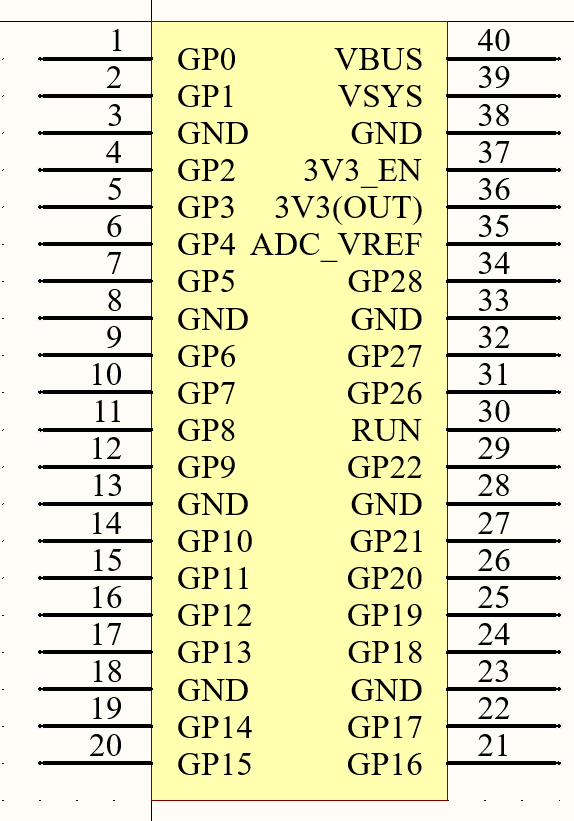 1 GP0 VBUS 40
2 GP1 VSYS 39
3 GND GND 38
4 GP2 3V3_EN 37
5 GP3 3V3(OUT) 36
6 GP4 ADC_VREF 35
7 GP5 GP28 34
8 GND GND 33
9 GP6 GP27 32
10 GP7 GP26 31
11 GP8 RUN 30
12 GP9 GP22 29
13 GND GND 28
14 GP10 GP21 27
15 GP11 GP20 26
16 GP12 GP19 25
17 GP13 GP18 24
18 GND GND 23
19 GP14 GP17 22
20 GP15 GP16 21